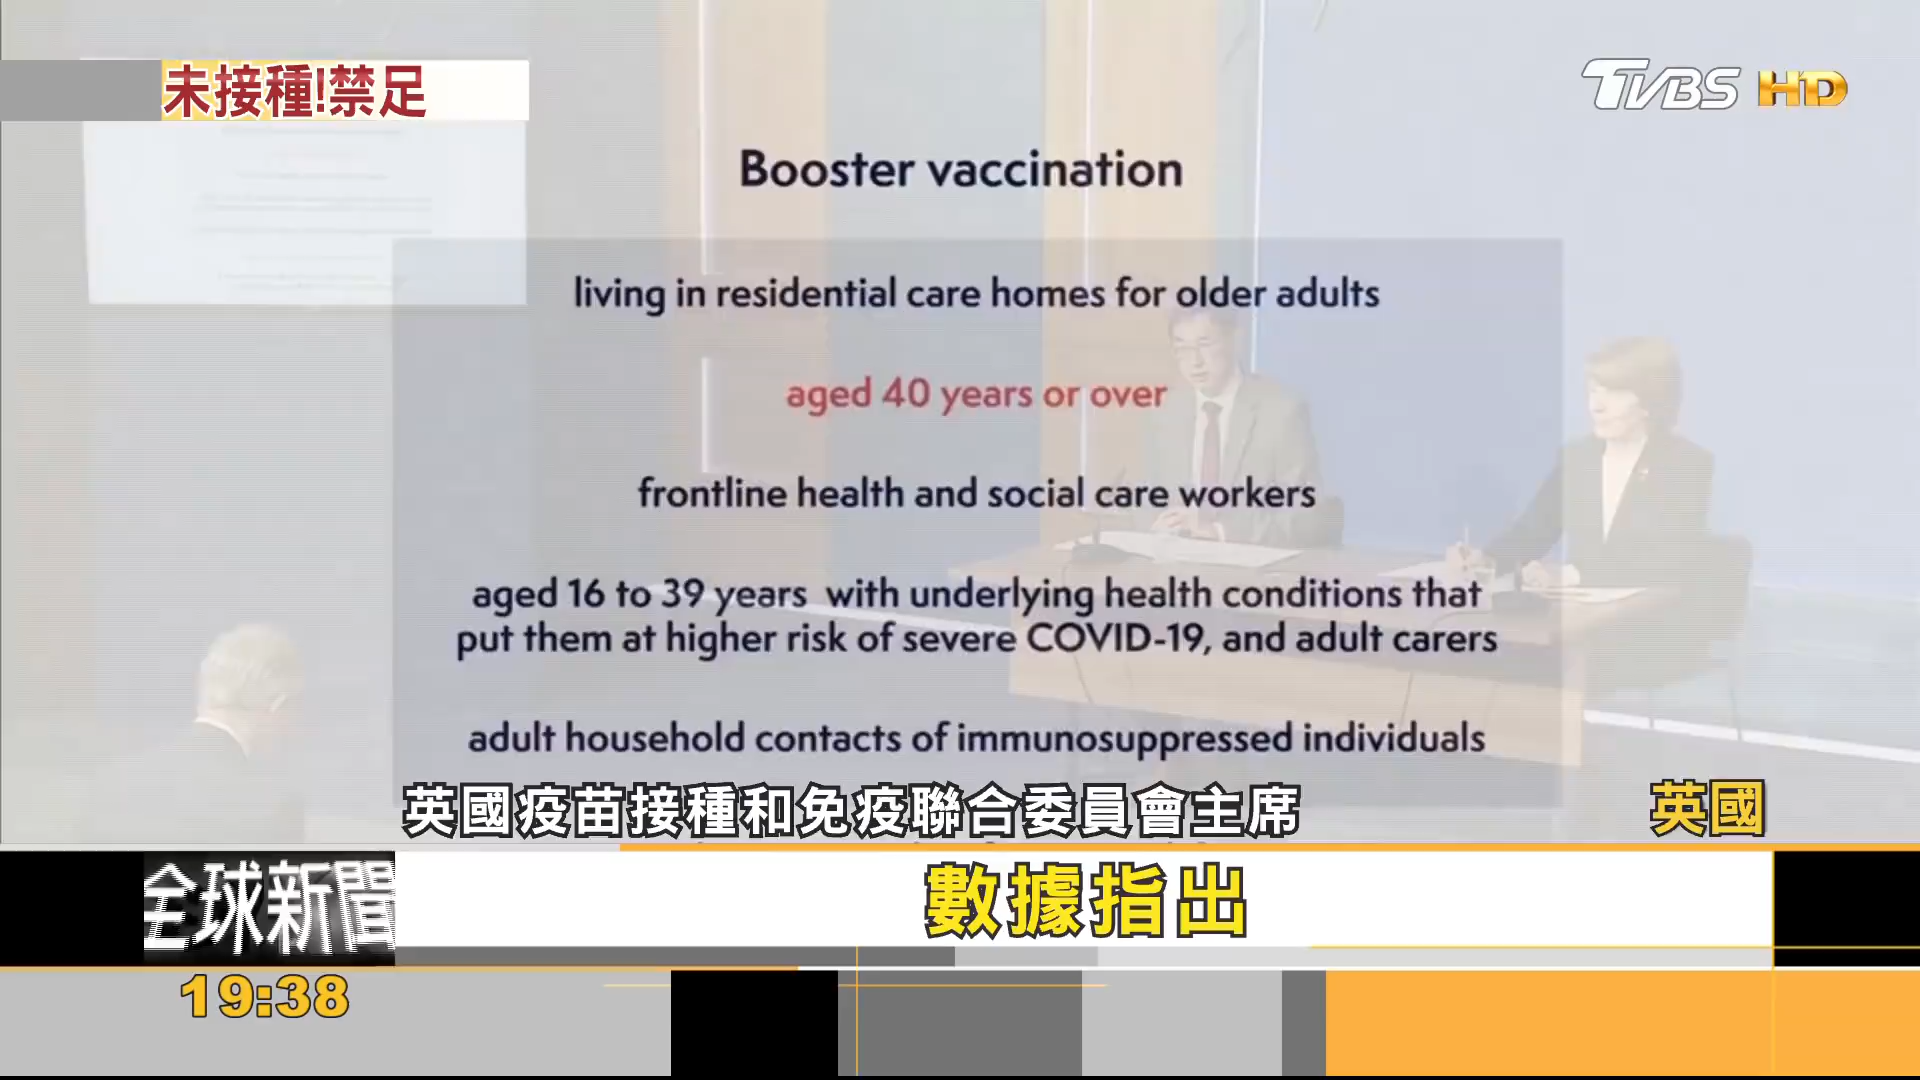 未接種!禁足
TVBS HD
Booster vaccination
living in residential care homes for older adults
aged 40 years or over
frontline health and social care workers
aged 16 to 39 years with underlying health conditions that
put them at higher risk of severe COVID-19, and adult carers
adult household contacts of immunosuppressed individuals
英國疫苗接種和免疫聯合委員會主席
英國
全球新聞
數據指出
19:38